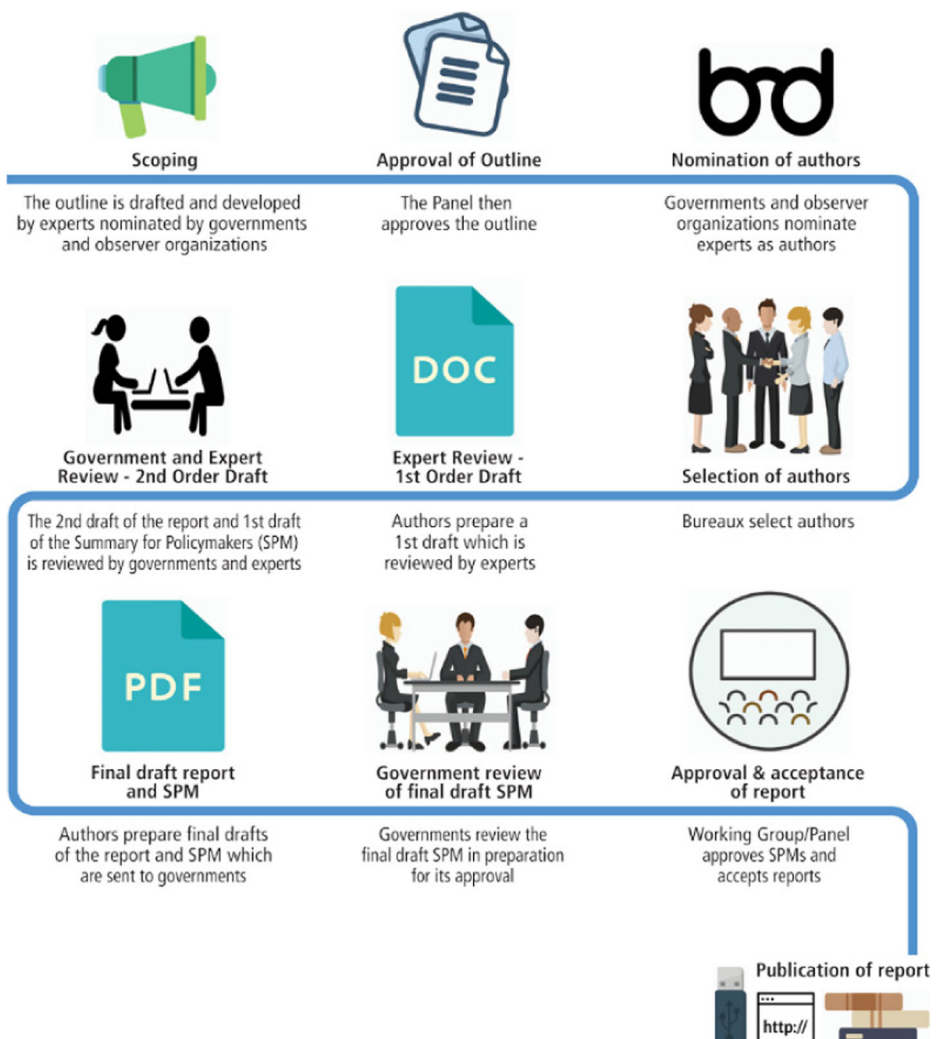 Scoping
The outline is drafted and developed
by experts nominated by governments
and observer organizations
Approval of Outline
The Panel then
approves the outline
Nomination of authors
Governments and observer
organizations nominate
experts as authors
DOC
Selection of authors
Bureaux select authors
Expert Review -
1st Order Draft
Authors prepare a
1st draft which is
reviewed by experts
Government and Expert
Review - 2nd Order Draft
The 2nd draft of the report and 1st draft
of the Summary for Policymakers (SPM)
is reviewed by governments and experts
PDF
Final draft report
and SPM
Authors prepare final drafts
of the report and SPM which
are sent to governments
Government review
of final draft SPM
Governments review the
final draft SPM in preparation
for its approval
Approval & acceptance
of report
Working Group/Panel
approves SPMs and
accepts reports
Publication of report
http://